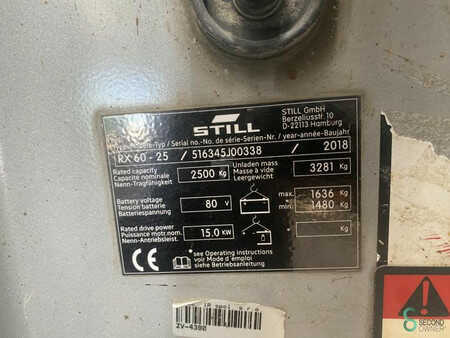 STILL
STILL GmbH
Berzeliusstr. 10
D-22113 Hamburg
-Typ / Serial no.-No. de série-Serien-Nr. / year-année-Baujahr
RX 60 - 25 / 516345J00338 / 2018
Rated capacity
Capacité nominale
Nenn-Tragfähigkeit
2500 Kg
Unladen mass
Masse à vide
Leergewicht
3281 Kg
Battery voltage
Tension batterie
Batteriespannung
80 V
max. 1636 Kg
min. 1480 Kg
Rated drive power
Puissance motr. nom.
Nenn-Antriebsleist.
15.0 KW
Kg
CE
see Operating instructions
voir Mode d'emploi
siehe Betriebsanleitung
ZV-4380
SECOND
OWNER